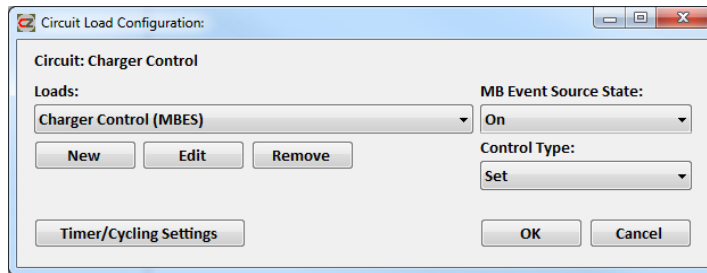 Circuit Load Configuration:
Circuit: Charger Control
Loads:
Charger Control (MBES)
New Edit Remove
MB Event Source State:
On
Control Type:
Set
Timer/Cycling Settings
OK Cancel